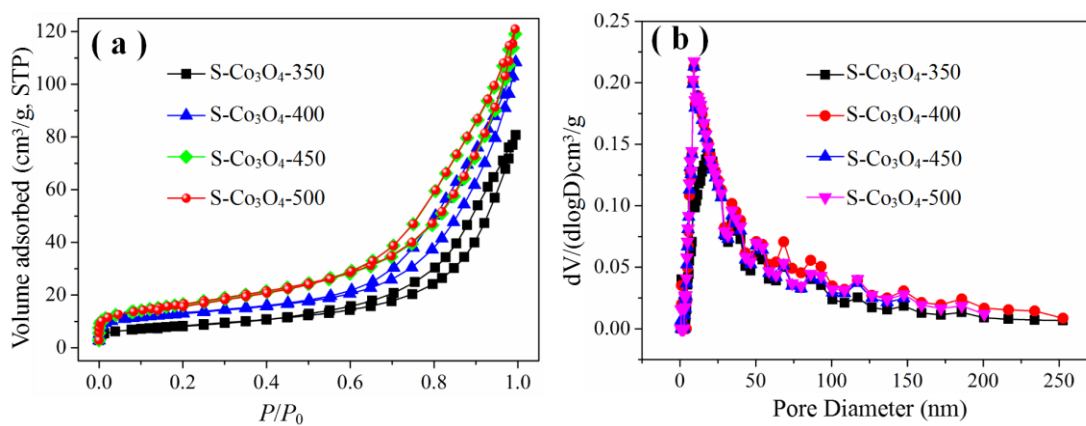 ( a )
Volume adsorbed (cm³/g, STP)
120
100
80
60
40
20
0
S-Co₃O₄-350
S-Co₃O₄-400
S-Co₃O₄-450
S-Co₃O₄-500
0.0 0.2 0.4 0.6 0.8 1.0
P/P₀
( b )
dV/(dlogD)cm³/g
0.25
0.20
0.15
0.10
0.05
0.00
S-Co₃O₄-350
S-Co₃O₄-400
S-Co₃O₄-450
S-Co₃O₄-500
0 50 100 150 200 250
Pore Diameter (nm)